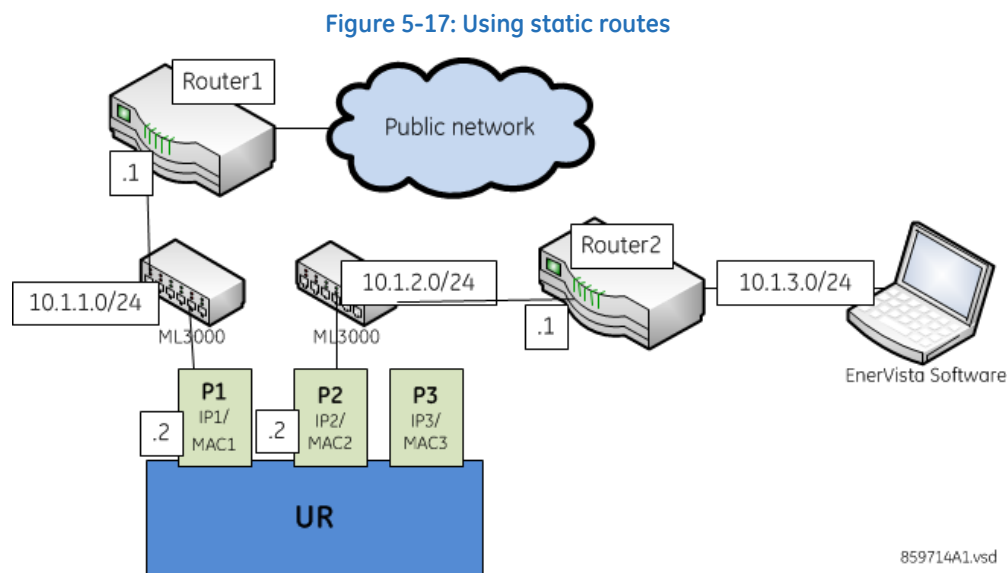 Figure 5-17: Using static routes
Router1
Public network
.1
Router2
10.1.1.0/24
10.1.2.0/24
10.1.3.0/24
ML3000
ML3000
.1
EnerVista Software
P1
IP1/
MAC1
.2
P2
IP2/
MAC2
.2
P3
IP3/
MAC3
UR
859714A1.vsd